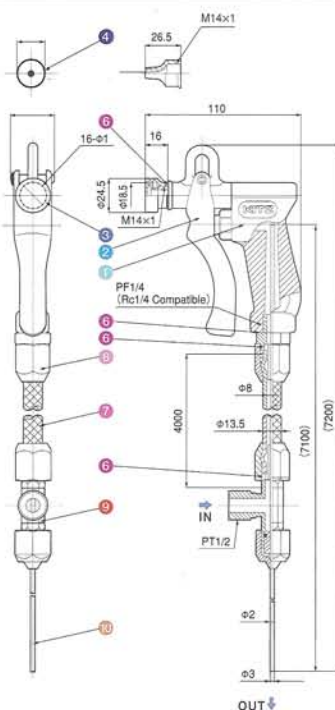 4
M14×1
26.5
6
110
16
16-Φ1
Φ24.5
Φ18.5
M14×1
3
2
1
KITZ
PF1/4
(Rc1/4 Compatible)
6
6
8
Φ8
7
Φ13.5
4000
(7100)
(7200)
6
9
IN
PT1/2
10
Φ2
Φ3
OUT